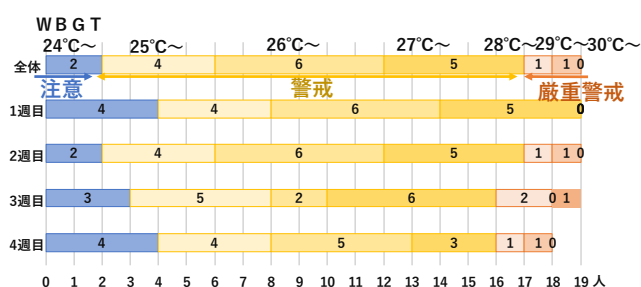 WBGT
24℃～ 25℃～ 26℃～ 27℃～ 28℃～ 29℃～ 30℃～
全体 2 4 6 5 1 1 0
注意 警戒 厳重警戒
1週目 4 4 6 5 0
2週目 2 4 6 5 1 1 0
3週目 3 5 2 6 2 0 1
4週目 4 4 5 3 1 1 0
0 1 2 3 4 5 6 7 8 9 10 11 12 13 14 15 16 17 18 19 人